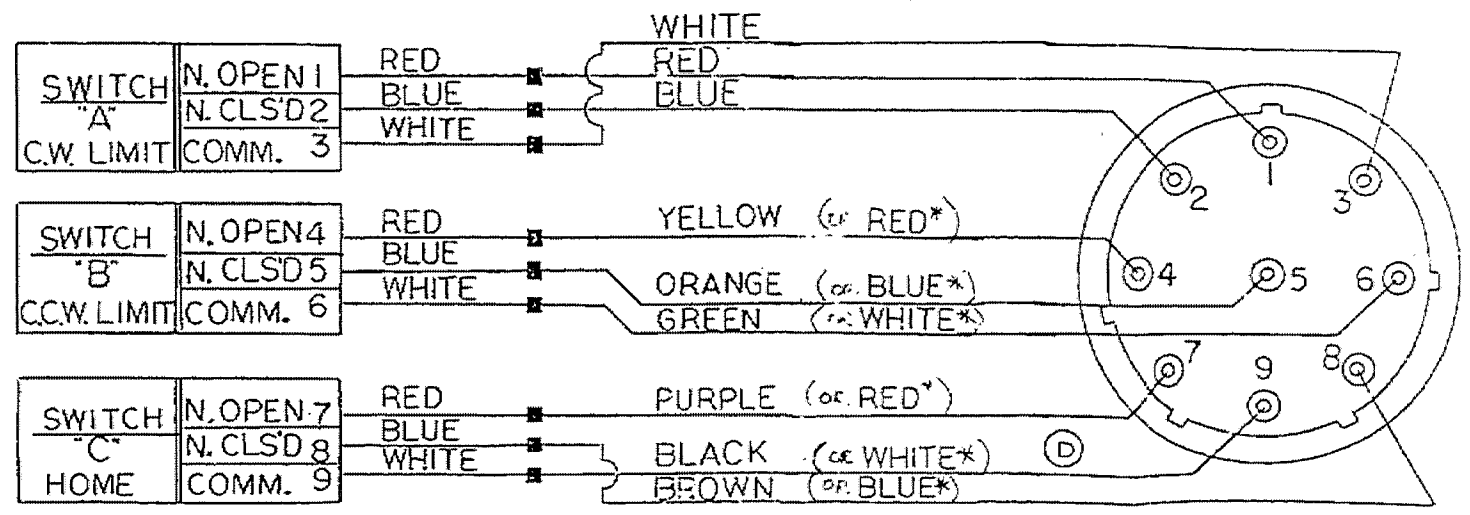 WHITE
SWITCH "A" C.W. LIMIT
N. OPEN 1 RED RED
N. CLS'D 2 BLUE BLUE
COMM. 3 WHITE
1
2 3
SWITCH "B" C.C.W. LIMIT
N. OPEN 4 RED YELLOW (or RED*)
N. CLS'D 5 BLUE ORANGE (or BLUE*)
COMM. 6 WHITE GREEN (or WHITE*)
4 5 6
7 9 8
SWITCH "C" HOME
N. OPEN 7 RED PURPLE (or RED*)
N. CLS'D 8 BLUE
COMM. 9 WHITE BLACK (or WHITE*) D
BROWN (or BLUE*)